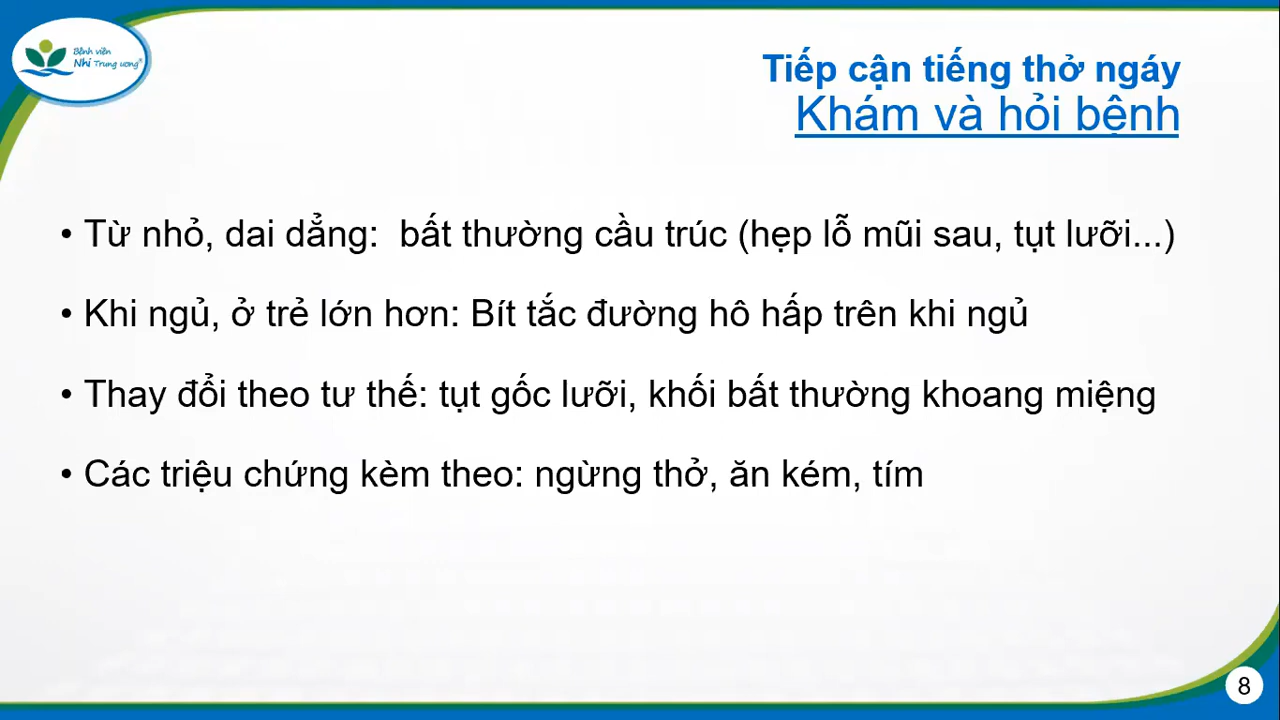 Bệnh viện
Nhi Trung ương®
Tiếp cận tiếng thở ngáy
Khám và hỏi bệnh
• Từ nhỏ, dai dẳng:  bất thường cầu trúc (hẹp lỗ mũi sau, tụt lưỡi...)
• Khi ngủ, ở trẻ lớn hơn: Bít tắc đường hô hấp trên khi ngủ
• Thay đổi theo tư thế: tụt gốc lưỡi, khối bất thường khoang miệng
• Các triệu chứng kèm theo: ngừng thở, ăn kém, tím
8